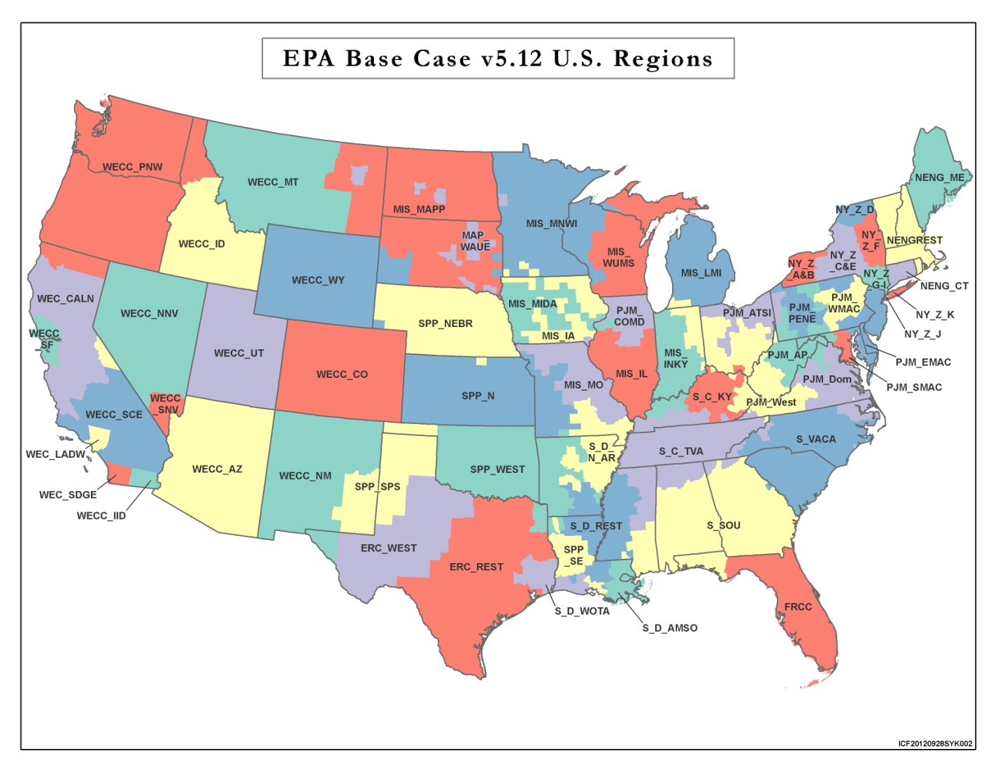 EPA Base Case v5.12 U.S. Regions
WECC_PNW
WECC_MT
MIS_MAPP
MAP_
WAUE
MIS_MNWI
MIS_
WUMS
MIS_LMI
NENG_ME
NY_Z_D
NY_
Z_F
NENGREST
NY_Z
_C&E
NY_Z
_A&B
NY_Z
_G-I
NENG_CT
NY_Z_K
NY_Z_J
WECC_ID
WECC_WY
WEC_CALN
WECC_NNV
WECC
_SF
WECC_UT
WECC_CO
SPP_NEBR
MIS_MIDA
MIS_IA
PJM_
COMD
PJM_ATSI
PJM_
PENE
PJM_
WMAC
PJM_EMAC
PJM_SMAC
MIS_
INKY
MIS_IL
MIS_MO
PJM_AP
PJM_Dom
PJM_West
S_C_KY
SPP_N
WECC
_SNV
WECC_SCE
WEC_LADW
WEC_SDGE
WECC_IID
WECC_AZ
WECC_NM
SPP_SPS
SPP_WEST
S_D_
N_AR
S_C_TVA
S_VACA
S_SOU
S_D_REST
SPP
_SE
ERC_WEST
ERC_REST
S_D_WOTA
S_D_AMSO
FRCC
ICF20120928SYK002